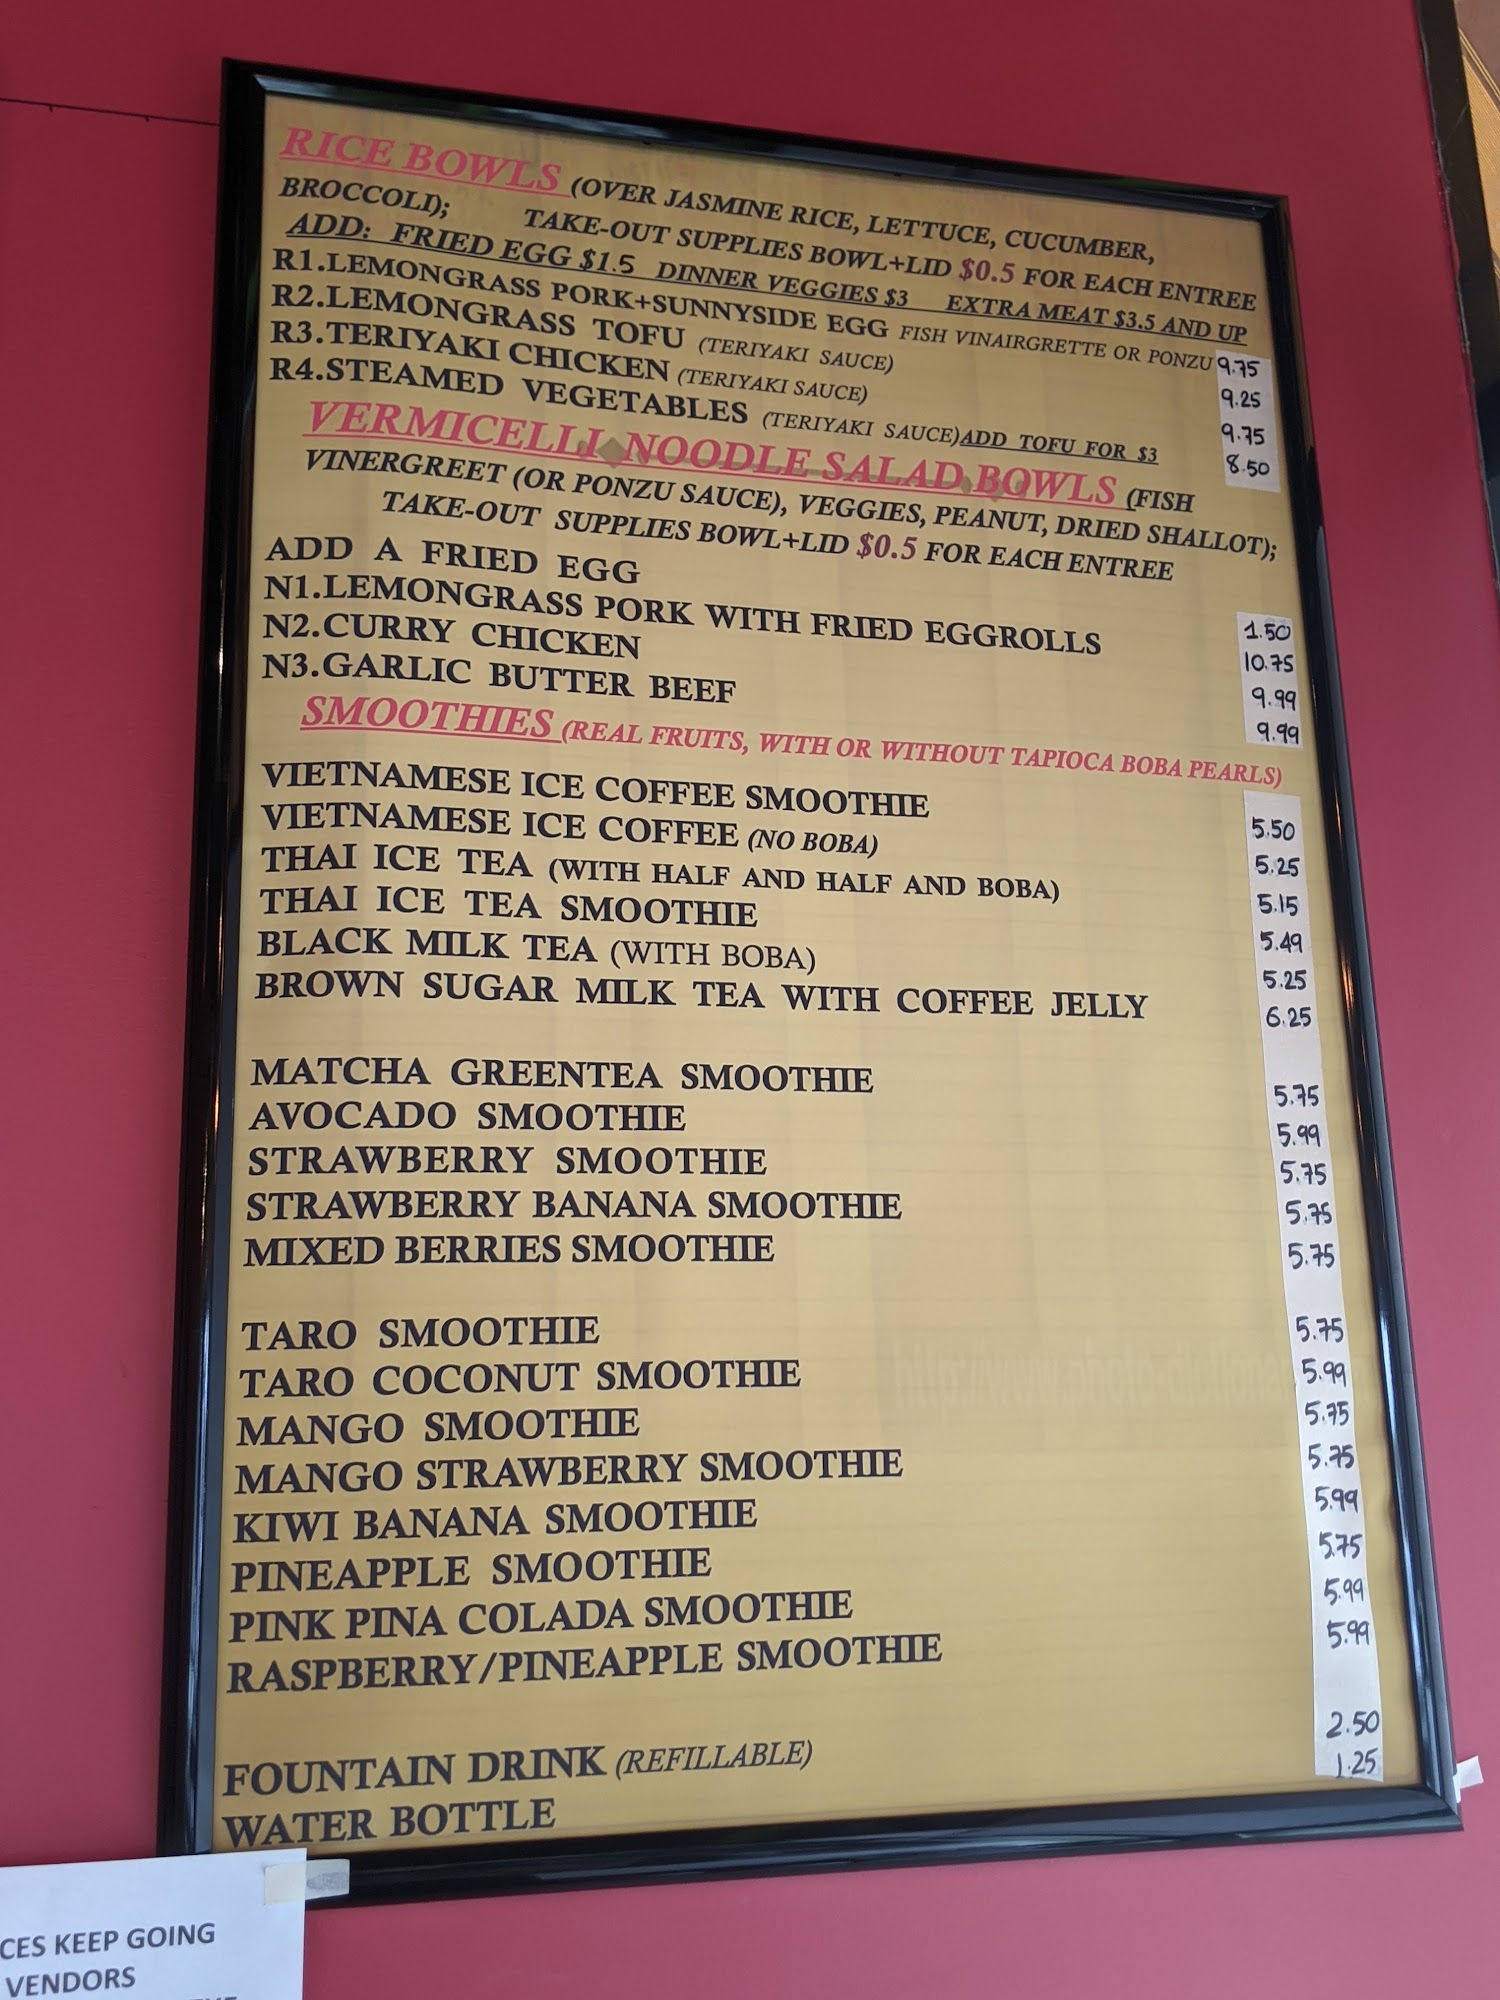 RICE BOWLS (OVER JASMINE RICE, LETTUCE, CUCUMBER,
BROCCOLI); TAKE-OUT SUPPLIES BOWL+LID $0.5 FOR EACH ENTREE
ADD: FRIED EGG $1.5 DINNER VEGGIES $3 EXTRA MEAT $3.5 AND UP
R1.LEMONGRASS PORK+SUNNYSIDE EGG FISH VINAIRGRETTE OR PONZU 9.75
R2.LEMONGRASS TOFU (TERIYAKI SAUCE) 9.25
R3.TERIYAKI CHICKEN (TERIYAKI SAUCE) 9.75
R4.STEAMED VEGETABLES (TERIYAKI SAUCE)ADD TOFU FOR $3 8.50
VERMICELLI NOODLE SALAD BOWLS (FISH
VINERGREET (OR PONZU SAUCE), VEGGIES, PEANUT, DRIED SHALLOT);
TAKE-OUT SUPPLIES BOWL+LID $0.5 FOR EACH ENTREE
ADD A FRIED EGG 1.50
N1.LEMONGRASS PORK WITH FRIED EGGROLLS 10.75
N2.CURRY CHICKEN 9.99
N3.GARLIC BUTTER BEEF 9.99
SMOOTHIES (REAL FRUITS, WITH OR WITHOUT TAPIOCA BOBA PEARLS)
VIETNAMESE ICE COFFEE SMOOTHIE 5.50
VIETNAMESE ICE COFFEE (NO BOBA) 5.25
THAI ICE TEA (WITH HALF AND HALF AND BOBA) 5.15
THAI ICE TEA SMOOTHIE 5.49
BLACK MILK TEA (WITH BOBA) 5.25
BROWN SUGAR MILK TEA WITH COFFEE JELLY 6.25
MATCHA GREENTEA SMOOTHIE 5.75
AVOCADO SMOOTHIE 5.99
STRAWBERRY SMOOTHIE 5.75
STRAWBERRY BANANA SMOOTHIE 5.75
MIXED BERRIES SMOOTHIE 5.75
TARO SMOOTHIE 5.75
TARO COCONUT SMOOTHIE 5.99
MANGO SMOOTHIE 5.75
MANGO STRAWBERRY SMOOTHIE 5.75
KIWI BANANA SMOOTHIE 5.99
PINEAPPLE SMOOTHIE 5.75
PINK PINA COLADA SMOOTHIE 5.99
RASPBERRY/PINEAPPLE SMOOTHIE 5.99
FOUNTAIN DRINK (REFILLABLE) 2.50
WATER BOTTLE 1.25
CES KEEP GOING
VENDORS